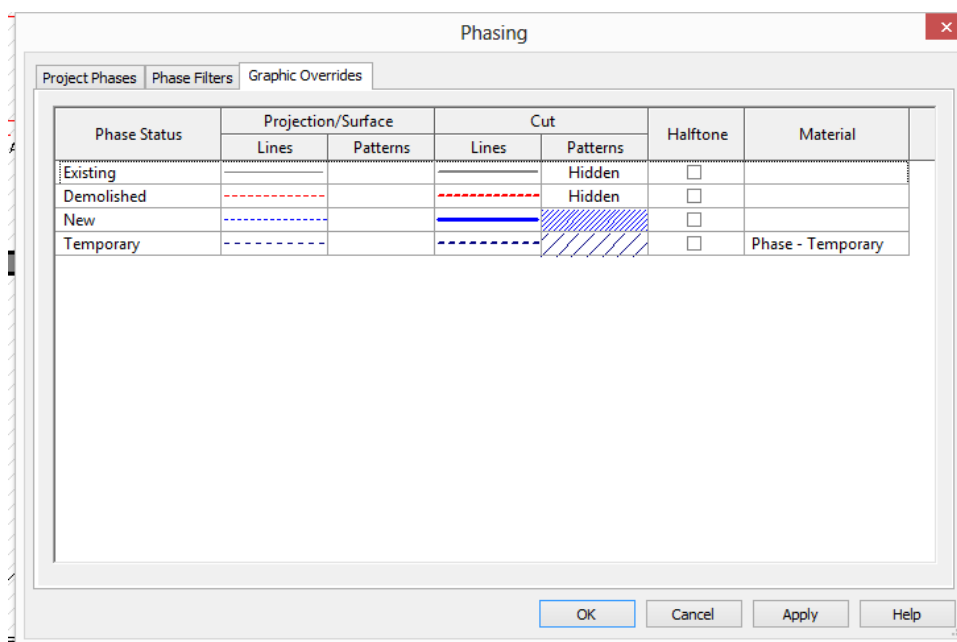 Phasing
Project Phases Phase Filters Graphic Overrides
Phase Status Projection/Surface Cut Halftone Material
Lines Patterns Lines Patterns
Existing Hidden
Demolished Hidden
New
Temporary Phase - Temporary
OK Cancel Apply Help